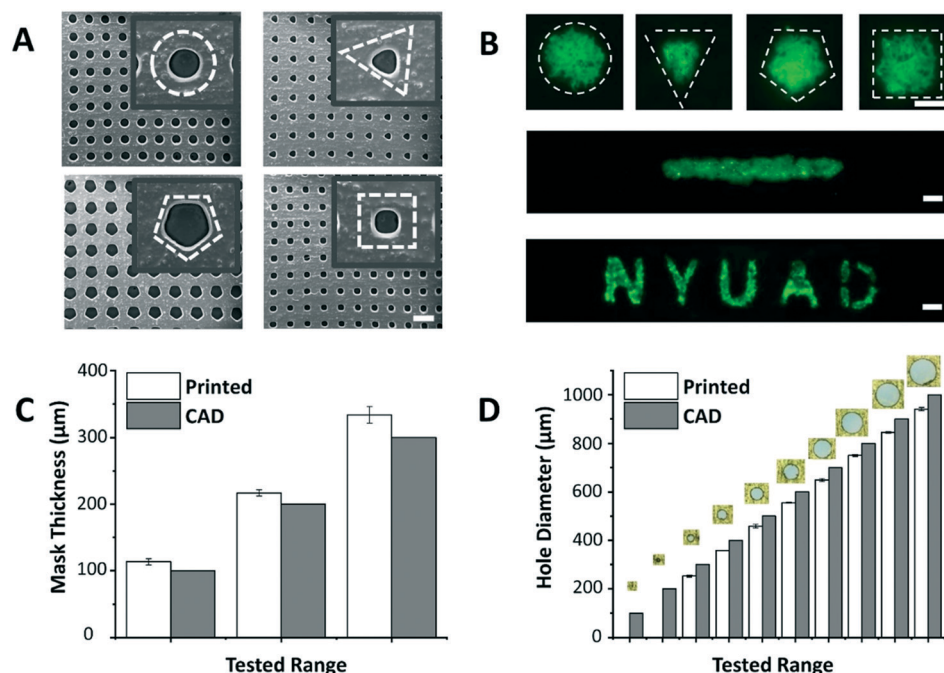 A
B
N Y U A D
C
Printed
CAD
Mask Thickness (µm)
400
300
200
100
0
Tested Range
D
Printed
CAD
Hole Diameter (µm)
1000
800
600
400
200
0
Tested Range